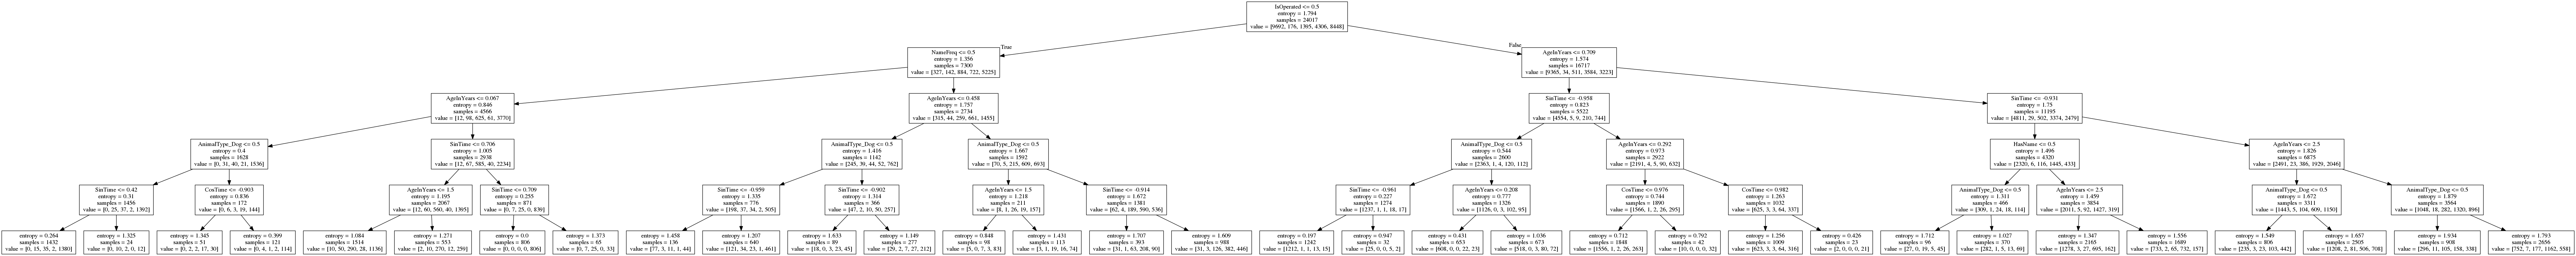 IsOperated <= 0.5
entropy = 1.794
samples = 24017
value = [9692, 176, 1395, 4306, 8448]
True
False
NameFreq <= 0.5
entropy = 1.356
samples = 7300
value = [327, 142, 884, 722, 5225]
AgeInYears <= 0.709
entropy = 1.574
samples = 16717
value = [9365, 34, 511, 3584, 3223]
AgeInYears <= 0.067
entropy = 0.846
samples = 4566
value = [12, 98, 625, 61, 3770]
AgeInYears <= 0.458
entropy = 1.757
samples = 2734
value = [315, 44, 259, 661, 1455]
SinTime <= -0.958
entropy = 0.823
samples = 5522
value = [4554, 5, 9, 210, 744]
SinTime <= -0.931
entropy = 1.75
samples = 11195
value = [4811, 29, 502, 3374, 2479]
AnimalType_Dog <= 0.5
entropy = 0.4
samples = 1628
value = [0, 31, 40, 21, 1536]
SinTime <= 0.706
entropy = 1.005
samples = 2938
value = [12, 67, 585, 40, 2234]
AnimalType_Dog <= 0.5
entropy = 1.416
samples = 1142
value = [245, 39, 44, 52, 762]
AnimalType_Dog <= 0.5
entropy = 1.667
samples = 1592
value = [70, 5, 215, 609, 693]
AnimalType_Dog <= 0.5
entropy = 0.544
samples = 2600
value = [2363, 1, 4, 120, 112]
AgeInYears <= 0.292
entropy = 0.973
samples = 2922
value = [2191, 4, 5, 90, 632]
HasName <= 0.5
entropy = 1.496
samples = 4320
value = [2320, 6, 116, 1445, 433]
AgeInYears <= 2.5
entropy = 1.826
samples = 6875
value = [2491, 23, 386, 1929, 2046]
SinTime <= 0.42
entropy = 0.31
samples = 1456
value = [0, 25, 37, 2, 1392]
CosTime <= -0.903
entropy = 0.836
samples = 172
value = [0, 6, 3, 19, 144]
AgeInYears <= 1.5
entropy = 1.195
samples = 2067
value = [12, 60, 560, 40, 1395]
SinTime <= 0.709
entropy = 0.255
samples = 871
value = [0, 7, 25, 0, 839]
SinTime <= -0.959
entropy = 1.335
samples = 776
value = [198, 37, 34, 2, 505]
SinTime <= -0.902
entropy = 1.314
samples = 366
value = [47, 2, 10, 50, 257]
AgeInYears <= 1.5
entropy = 1.218
samples = 211
value = [8, 1, 26, 19, 157]
SinTime <= -0.914
entropy = 1.672
samples = 1381
value = [62, 4, 189, 590, 536]
SinTime <= -0.961
entropy = 0.227
samples = 1274
value = [1237, 1, 1, 18, 17]
AgeInYears <= 0.208
entropy = 0.777
samples = 1326
value = [1126, 0, 3, 102, 95]
CosTime <= 0.976
entropy = 0.744
samples = 1890
value = [1566, 1, 2, 26, 295]
CosTime <= 0.982
entropy = 1.263
samples = 1032
value = [625, 3, 3, 64, 337]
AnimalType_Dog <= 0.5
entropy = 1.311
samples = 466
value = [309, 1, 24, 18, 114]
AgeInYears <= 2.5
entropy = 1.459
samples = 3854
value = [2011, 5, 92, 1427, 319]
AnimalType_Dog <= 0.5
entropy = 1.672
samples = 3311
value = [1443, 5, 104, 609, 1150]
AnimalType_Dog <= 0.5
entropy = 1.879
samples = 3564
value = [1048, 18, 282, 1320, 896]
entropy = 0.264
samples = 1432
value = [0, 15, 35, 2, 1380]
entropy = 1.325
samples = 24
value = [0, 10, 2, 0, 12]
entropy = 1.345
samples = 51
value = [0, 2, 2, 17, 30]
entropy = 0.399
samples = 121
value = [0, 4, 1, 2, 114]
entropy = 1.084
samples = 1514
value = [10, 50, 290, 28, 1136]
entropy = 1.271
samples = 553
value = [2, 10, 270, 12, 259]
entropy = 0.0
samples = 806
value = [0, 0, 0, 0, 806]
entropy = 1.373
samples = 65
value = [0, 7, 25, 0, 33]
entropy = 1.458
samples = 136
value = [77, 3, 11, 1, 44]
entropy = 1.207
samples = 640
value = [121, 34, 23, 1, 461]
entropy = 1.633
samples = 89
value = [18, 0, 3, 23, 45]
entropy = 1.149
samples = 277
value = [29, 2, 7, 27, 212]
entropy = 0.848
samples = 98
value = [5, 0, 7, 3, 83]
entropy = 1.431
samples = 113
value = [3, 1, 19, 16, 74]
entropy = 1.707
samples = 393
value = [31, 1, 63, 208, 90]
entropy = 1.609
samples = 988
value = [31, 3, 126, 382, 446]
entropy = 0.197
samples = 1242
value = [1212, 1, 1, 13, 15]
entropy = 0.947
samples = 32
value = [25, 0, 0, 5, 2]
entropy = 0.431
samples = 653
value = [608, 0, 0, 22, 23]
entropy = 1.036
samples = 673
value = [518, 0, 3, 80, 72]
entropy = 0.712
samples = 1848
value = [1556, 1, 2, 26, 263]
entropy = 0.792
samples = 42
value = [10, 0, 0, 0, 32]
entropy = 1.256
samples = 1009
value = [623, 3, 3, 64, 316]
entropy = 0.426
samples = 23
value = [2, 0, 0, 0, 21]
entropy = 1.712
samples = 96
value = [27, 0, 19, 5, 45]
entropy = 1.027
samples = 370
value = [282, 1, 5, 13, 69]
entropy = 1.347
samples = 2165
value = [1278, 3, 27, 695, 162]
entropy = 1.556
samples = 1689
value = [733, 2, 65, 732, 157]
entropy = 1.549
samples = 806
value = [235, 3, 23, 103, 442]
entropy = 1.657
samples = 2505
value = [1208, 2, 81, 506, 708]
entropy = 1.934
samples = 908
value = [296, 11, 105, 158, 338]
entropy = 1.793
samples = 2656
value = [752, 7, 177, 1162, 558]